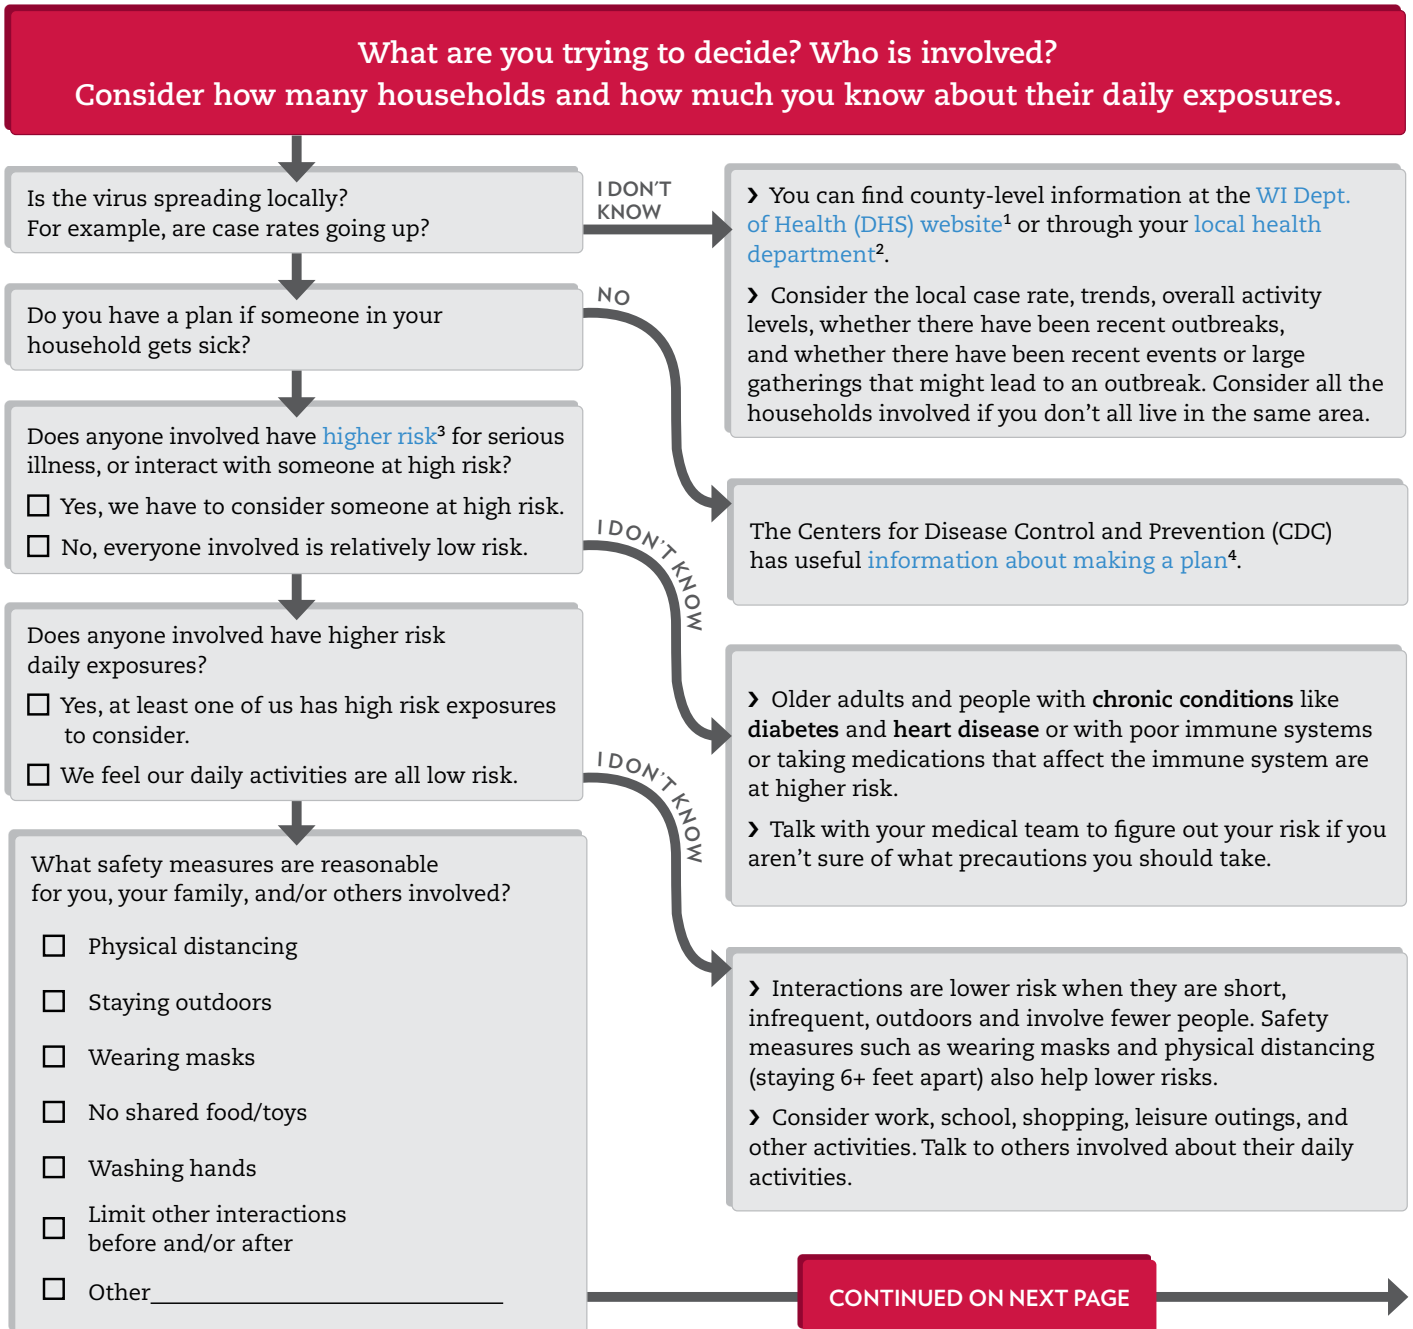 What are you trying to decide? Who is involved?
Consider how many households and how much you know about their daily exposures.
Is the virus spreading locally?
For example, are case rates going up?
I DON'T
KNOW
› You can find county-level information at the WI Dept.
of Health (DHS) website¹ or through your local health
department².
› Consider the local case rate, trends, overall activity
levels, whether there have been recent outbreaks,
and whether there have been recent events or large
gatherings that might lead to an outbreak. Consider all the
households involved if you don't all live in the same area.
Do you have a plan if someone in your
household gets sick?
NO
The Centers for Disease Control and Prevention (CDC)
has useful information about making a plan⁴.
Does anyone involved have higher risk³ for serious
illness, or interact with someone at high risk?
☐ Yes, we have to consider someone at high risk.
☐ No, everyone involved is relatively low risk.
I DON'T KNOW
› Older adults and people with chronic conditions like
diabetes and heart disease or with poor immune systems
or taking medications that affect the immune system are
at higher risk.
› Talk with your medical team to figure out your risk if you
aren't sure of what precautions you should take.
Does anyone involved have higher risk
daily exposures?
☐ Yes, at least one of us has high risk exposures
to consider.
☐ We feel our daily activities are all low risk.
I DON'T KNOW
› Interactions are lower risk when they are short,
infrequent, outdoors and involve fewer people. Safety
measures such as wearing masks and physical distancing
(staying 6+ feet apart) also help lower risks.
› Consider work, school, shopping, leisure outings, and
other activities. Talk to others involved about their daily
activities.
What safety measures are reasonable
for you, your family, and/or others involved?
☐ Physical distancing
☐ Staying outdoors
☐ Wearing masks
☐ No shared food/toys
☐ Washing hands
☐ Limit other interactions
before and/or after
☐ Other______________________________
CONTINUED ON NEXT PAGE